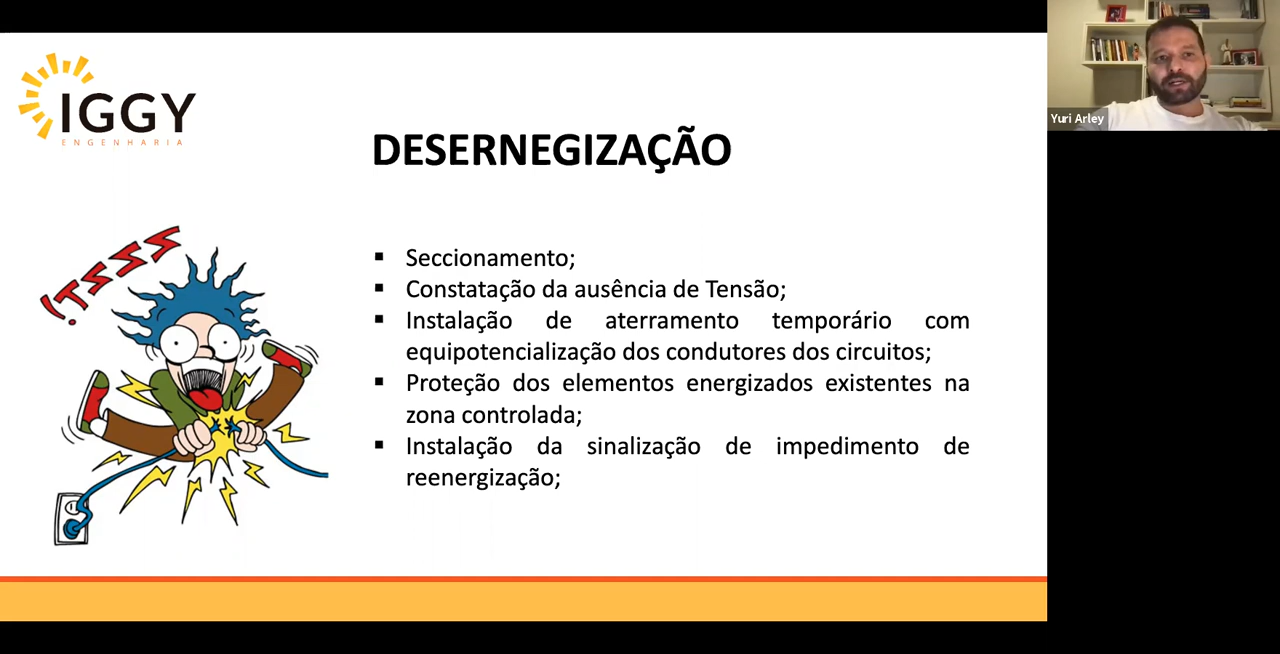 IGGY
ENGENHARIA
DESERNEGIZAÇÃO
▪ Seccionamento;
▪ Constatação da ausência de Tensão;
▪ Instalação de aterramento temporário com
equipotencialização dos condutores dos circuitos;
▪ Proteção dos elementos energizados existentes na
zona controlada;
▪ Instalação da sinalização de impedimento de
reenergização;
!TSSST
Yuri Arley